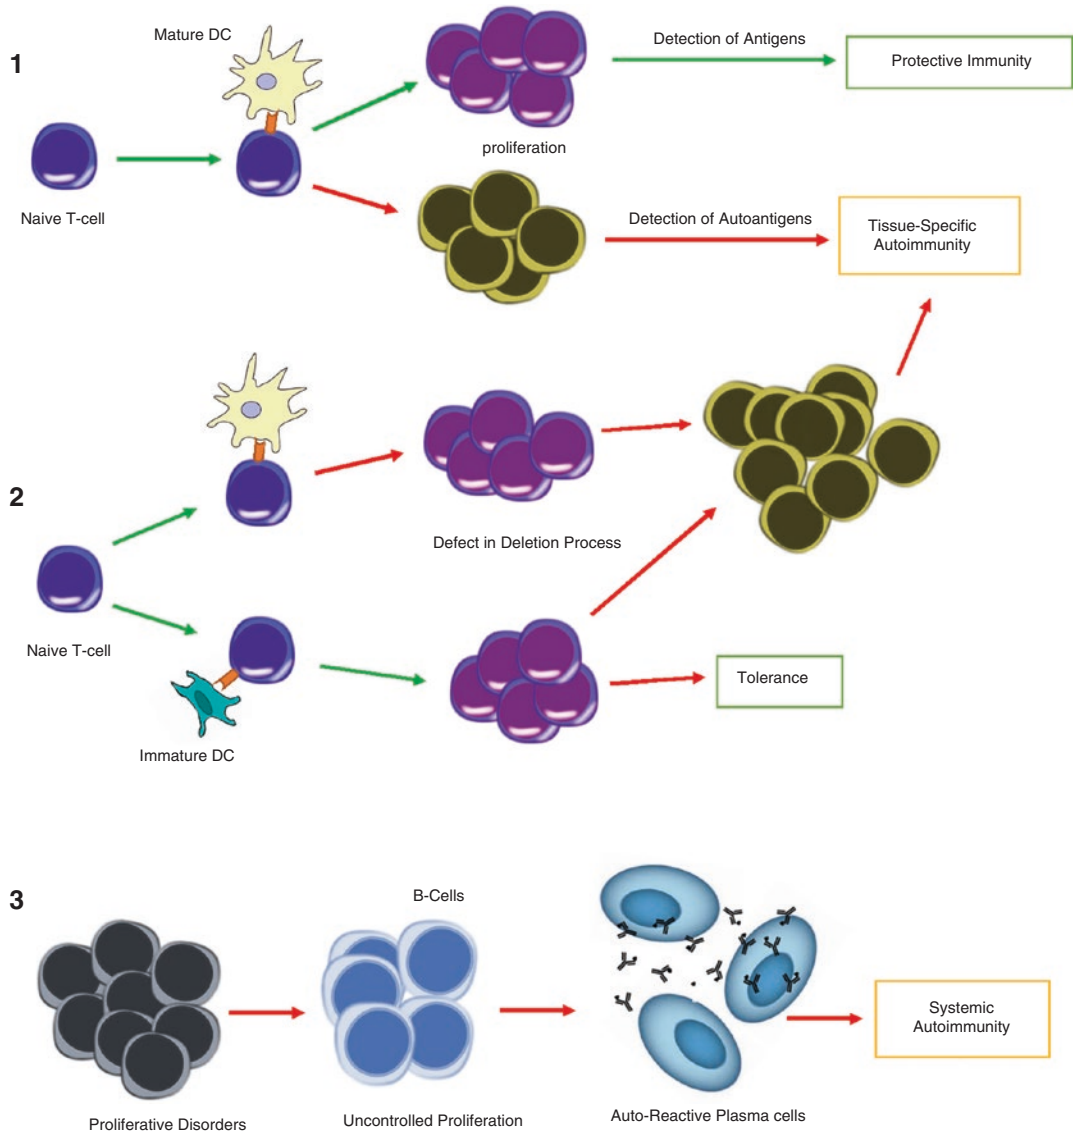 1
Mature DC
Detection of Antigens
Protective Immunity
proliferation
Naive T-cell
Detection of Autoantigens
Tissue-Specific
Autoimmunity
2
Defect in Deletion Process
Naive T-cell
Tolerance
Immature DC
3
B-Cells
Systemic
Autoimmunity
Proliferative Disorders
Uncontrolled Proliferation
Auto-Reactive Plasma cells